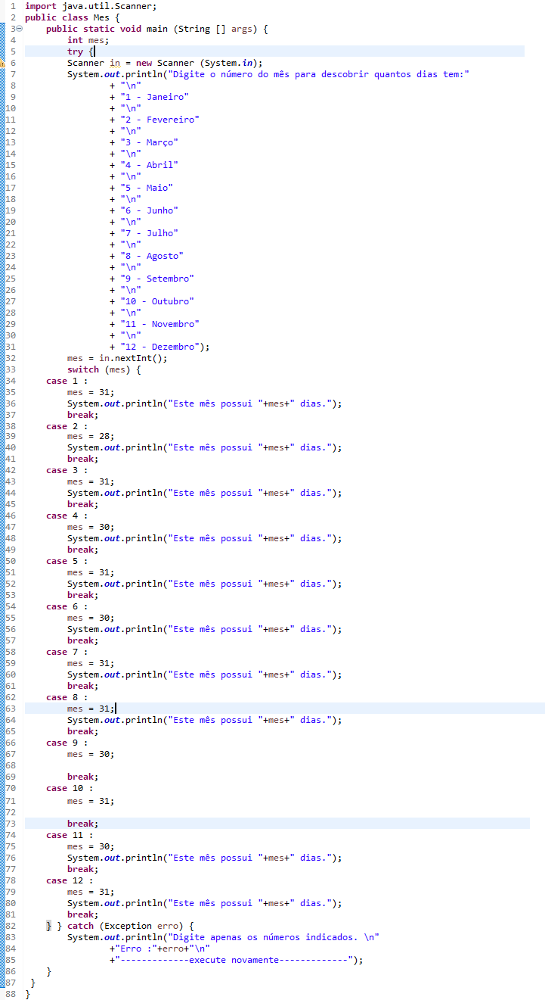 1 import java.util.Scanner;
2 public class Mes {
3 public static void main (String [] args) {
4 int mes;
5 try {
6 Scanner in = new Scanner (System.in);
7 System.out.println("Digite o número do mês para descobrir quantos dias tem:"
8 + "\n"
9 + "1 - Janeiro"
10 + "\n"
11 + "2 - Fevereiro"
12 + "\n"
13 + "3 - Março"
14 + "\n"
15 + "4 - Abril"
16 + "\n"
17 + "5 - Maio"
18 + "\n"
19 + "6 - Junho"
20 + "\n"
21 + "7 - Julho"
22 + "\n"
23 + "8 - Agosto"
24 + "\n"
25 + "9 - Setembro"
26 + "\n"
27 + "10 - Outubro"
28 + "\n"
29 + "11 - Novembro"
30 + "\n"
31 + "12 - Dezembro");
32 mes = in.nextInt();
33 switch (mes) {
34 case 1 :
35 mes = 31;
36 System.out.println("Este mês possui "+mes+" dias.");
37 break;
38 case 2 :
39 mes = 28;
40 System.out.println("Este mês possui "+mes+" dias.");
41 break;
42 case 3 :
43 mes = 31;
44 System.out.println("Este mês possui "+mes+" dias.");
45 break;
46 case 4 :
47 mes = 30;
48 System.out.println("Este mês possui "+mes+" dias.");
49 break;
50 case 5 :
51 mes = 31;
52 System.out.println("Este mês possui "+mes+" dias.");
53 break;
54 case 6 :
55 mes = 30;
56 System.out.println("Este mês possui "+mes+" dias.");
57 break;
58 case 7 :
59 mes = 31;
60 System.out.println("Este mês possui "+mes+" dias.");
61 break;
62 case 8 :
63 mes = 31;
64 System.out.println("Este mês possui "+mes+" dias.");
65 break;
66 case 9 :
67 mes = 30;
68
69 break;
70 case 10 :
71 mes = 31;
72
73 break;
74 case 11 :
75 mes = 30;
76 System.out.println("Este mês possui "+mes+" dias.");
77 break;
78 case 12 :
79 mes = 31;
80 System.out.println("Este mês possui "+mes+" dias.");
81 break;
82 } } catch (Exception erro) {
83 System.out.println("Digite apenas os números indicados. \n"
84 +"Erro :"+erro+"\n"
85 +"-------------execute novamente-------------");
86 }
87 }
88 }